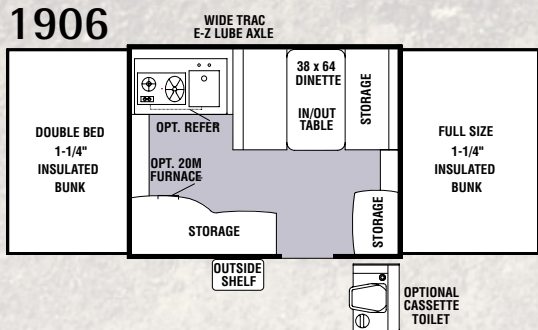 1906
WIDE TRAC
E-Z LUBE AXLE
DOUBLE BED
1-1/4"
INSULATED
BUNK
OPT. REFER
OPT. 20M
FURNACE
STORAGE
38 x 64
DINETTE
IN/OUT
TABLE
STORAGE
STORAGE
FULL SIZE
1-1/4"
INSULATED
BUNK
OUTSIDE
SHELF
OPTIONAL
CASSETTE
TOILET